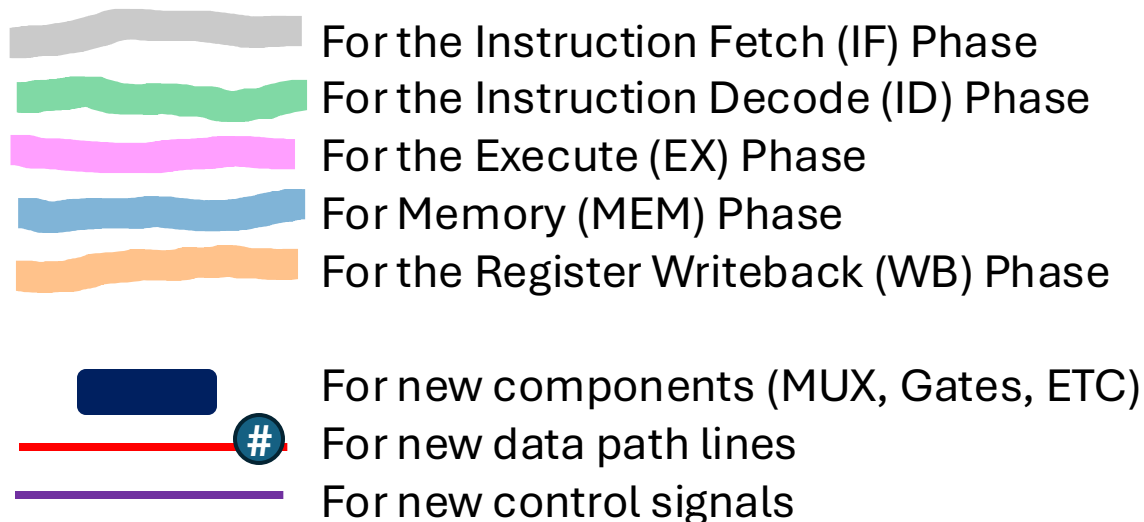 For the Instruction Fetch (IF) Phase
For the Instruction Decode (ID) Phase
For the Execute (EX) Phase
For Memory (MEM) Phase
For the Register Writeback (WB) Phase
For new components (MUX, Gates, ETC)
# For new data path lines
For new control signals